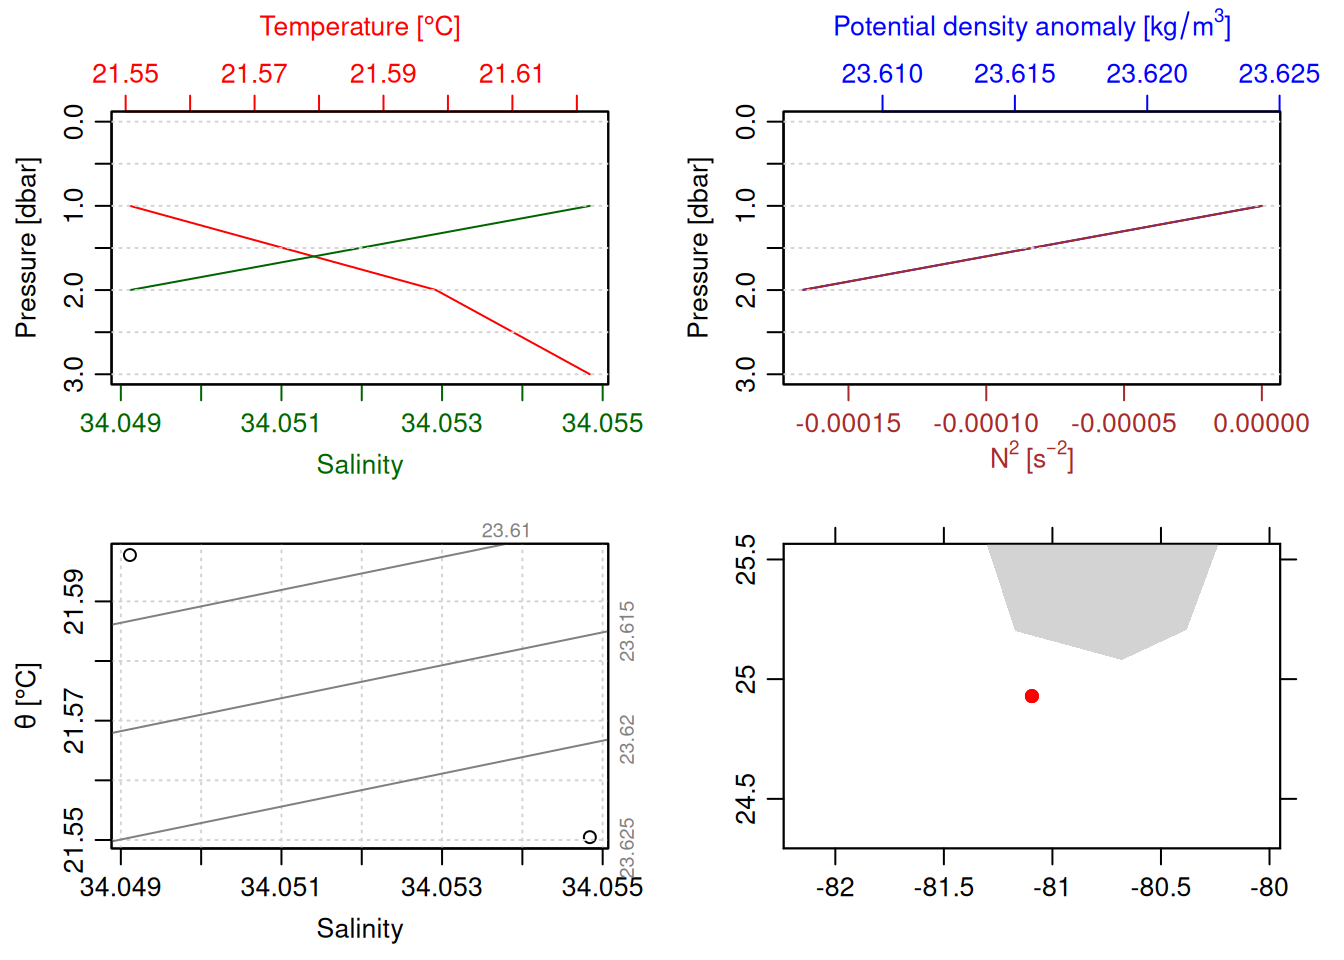 Temperature [°C]
21.55 21.57 21.59 21.61
Pressure [dbar]
0.0 1.0 2.0 3.0
34.049 34.051 34.053 34.055
Salinity
Potential density anomaly [kg/m³]
23.610 23.615 23.620 23.625
Pressure [dbar]
0.0 1.0 2.0 3.0
-0.00015 -0.00010 -0.00005 0.00000
N² [s⁻²]
23.61
θ [°C]
21.59 21.57 21.55
23.615
23.62
23.625
34.049 34.051 34.053 34.055
Salinity
25.5
25
24.5
-82 -81.5 -81 -80.5 -80